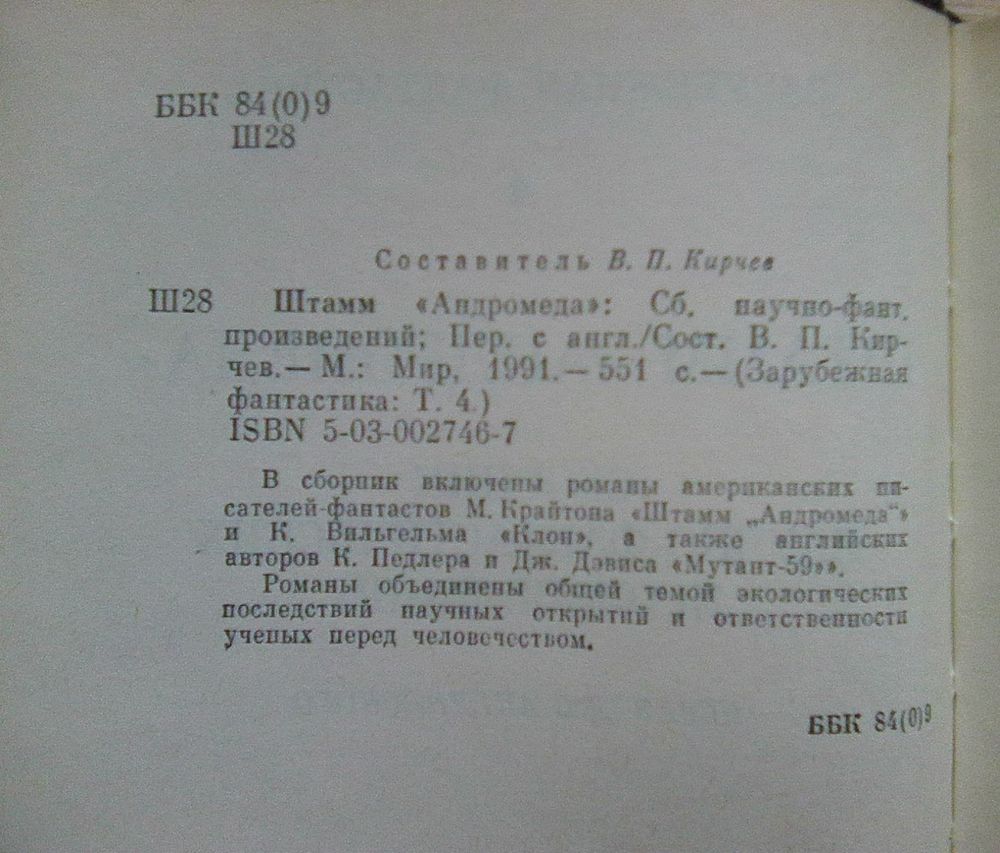 ББК 84(0)9
Ш28
Составитель В. П. Кирчев
Ш28 Штамм «Андромеда»: Сб. научно-фант.
произведений; Пер. с англ./Сост. В. П. Кир-
чев.— М.: Мир, 1991.— 551 с.— (Зарубежная
фантастика: Т. 4.)
ISBN 5-03-002746-7
В сборник включены романы американских пи-
сателей-фантастов М. Крайтона «Штамм „Андромеда“»
и К. Вильгельма «Клон», а также английских
авторов К. Педлера и Дж. Дэвиса «Мутант-59»».
Романы объединены общей темой экологических
последствий научных открытий и ответственности
ученых перед человечеством.
ББК 84(0)9